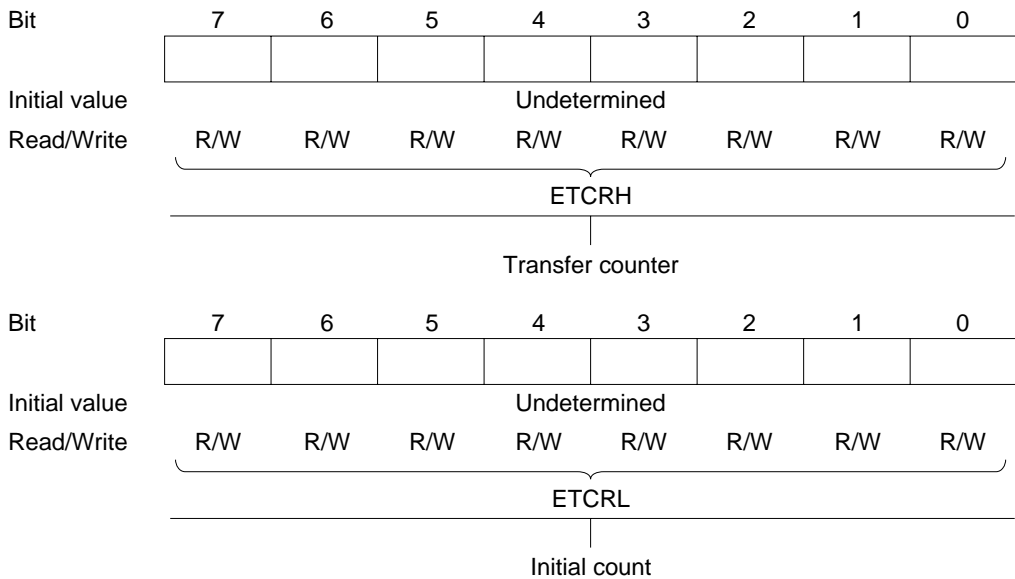 Bit 7 6 5 4 3 2 1 0
Initial value Undetermined
Read/Write R/W R/W R/W R/W R/W R/W R/W R/W
ETCRH
Transfer counter
Bit 7 6 5 4 3 2 1 0
Initial value Undetermined
Read/Write R/W R/W R/W R/W R/W R/W R/W R/W
ETCRL
Initial count